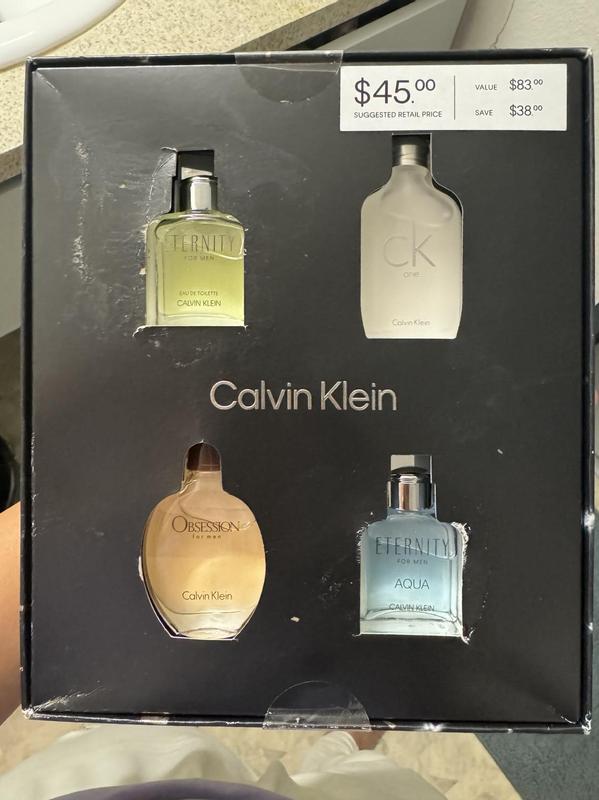 $45.00
SUGGESTED RETAIL PRICE
VALUE $83.00
SAVE $38.00
TERNITY
FOR MEN
EAU DE TOILETTE
CALVIN KLEIN
ck
one
Calvin Klein
Calvin Klein
OBSESSION
for men
Calvin Klein
ETERNITY
FOR MEN
AQUA
CALVIN KLEIN